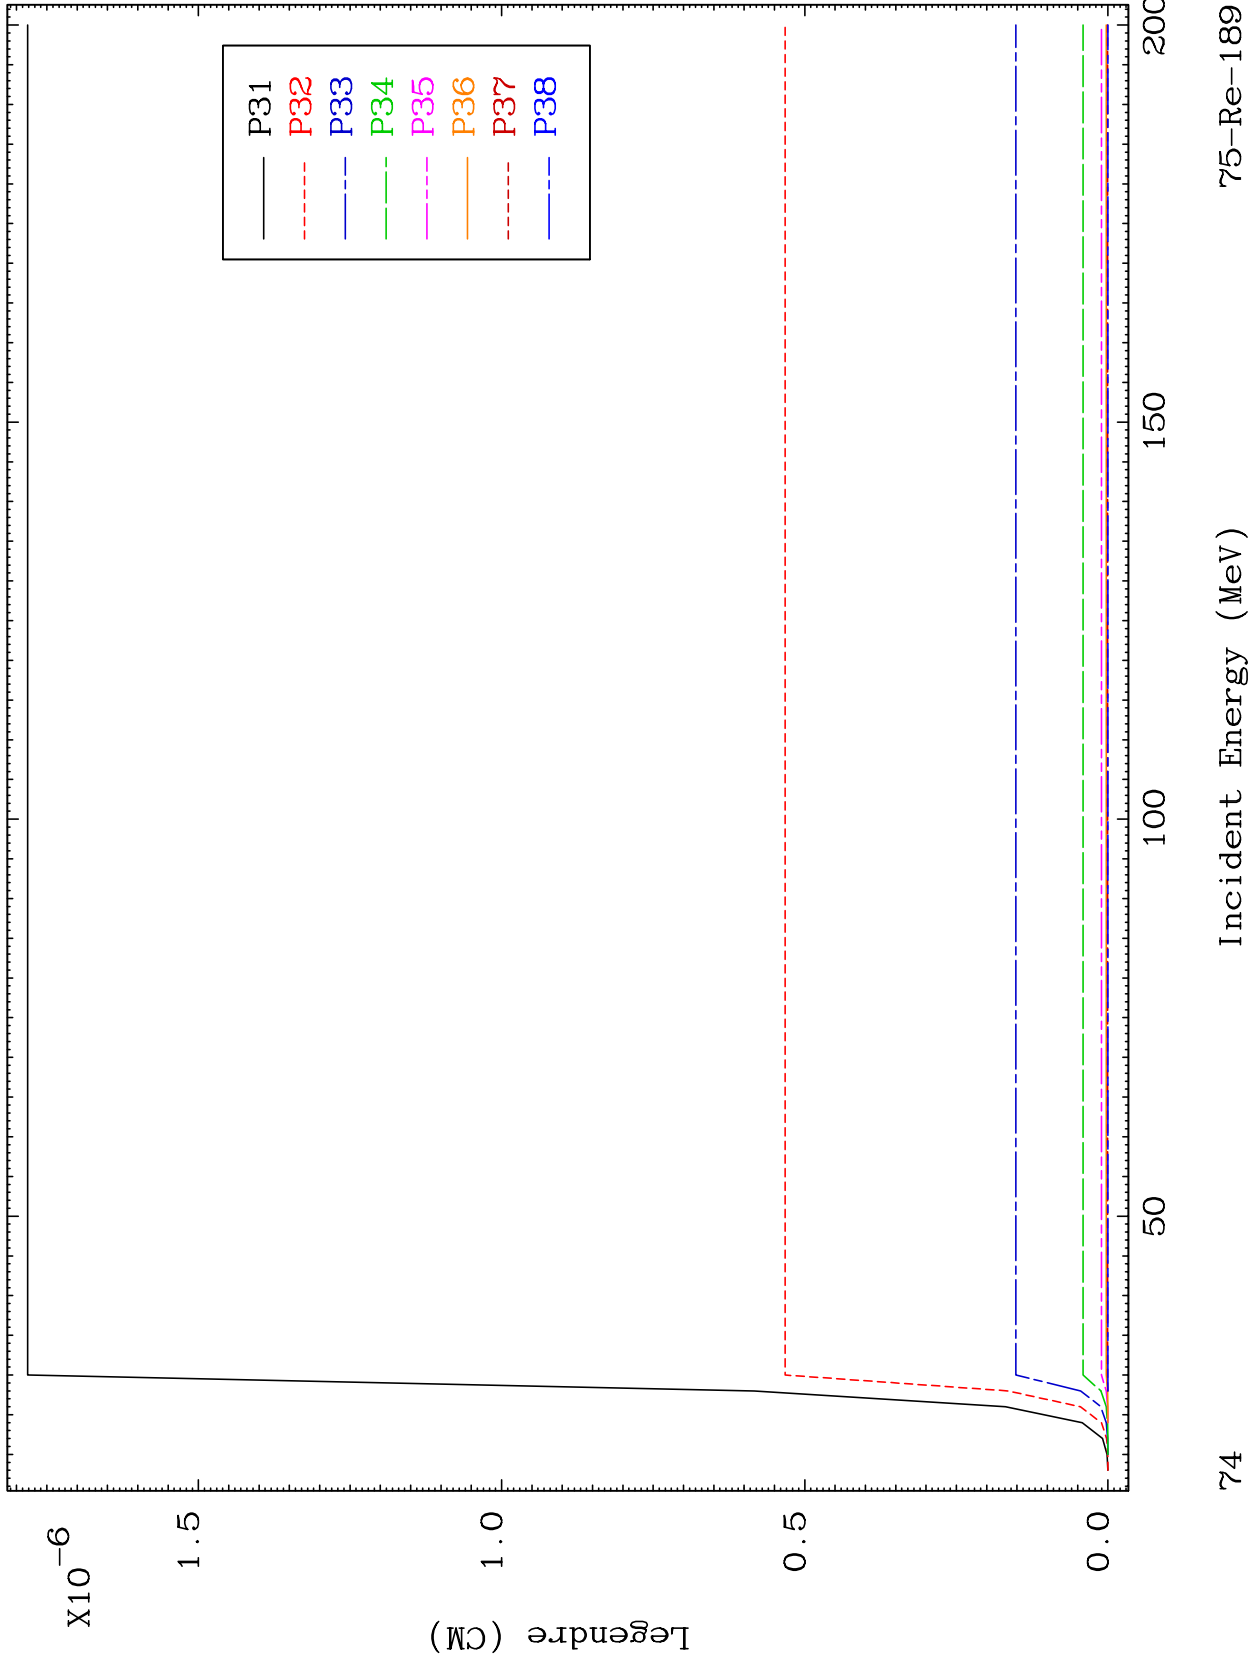 X10-6
1.5
1.0
0.5
0.0
Legendre (CM)
P31
P32
P33
P34
P35
P36
P37
P38
50
100
150
200
Incident Energy (MeV)
74
75-Re-189